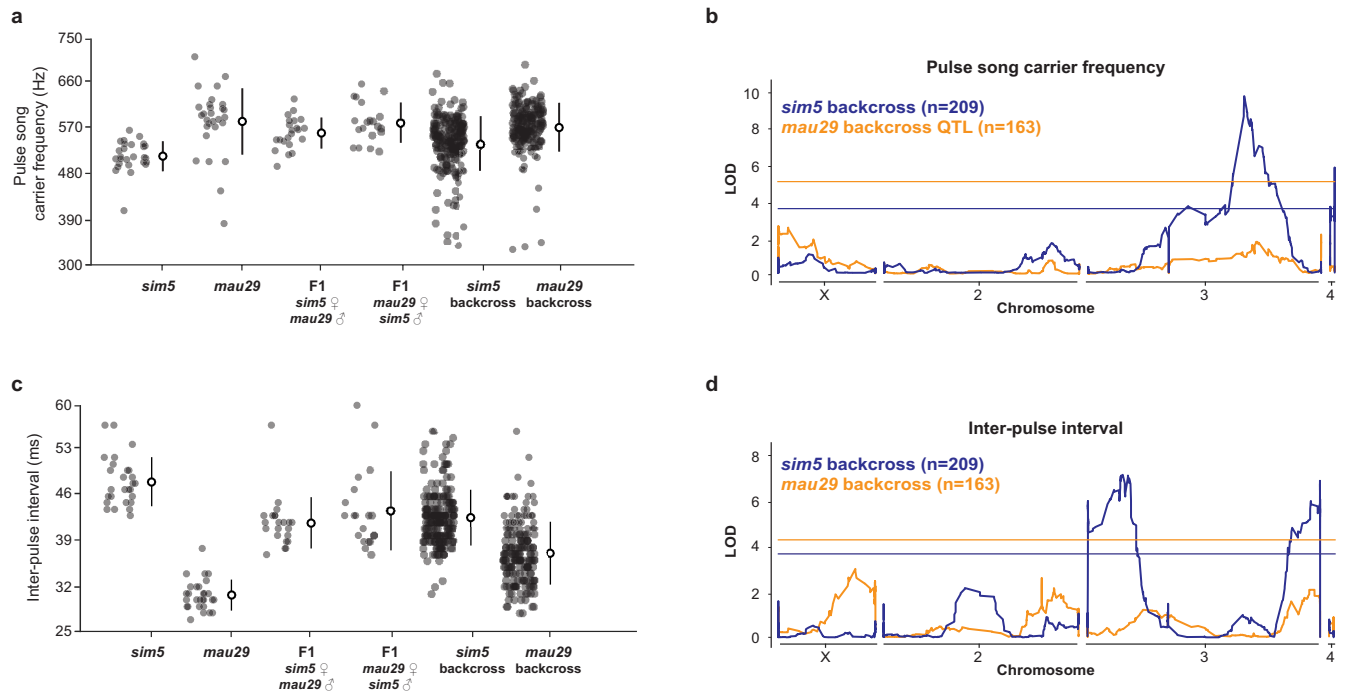 a
750
660
570
480
390
300
Pulse song
carrier frequency (Hz)
sim5
mau29
F1
sim5 ♀
mau29 ♂
F1
mau29 ♀
sim5 ♂
sim5
backcross
mau29
backcross
b
Pulse song carrier frequency
sim5 backcross (n=209)
mau29 backcross QTL (n=163)
10
8
6
4
2
0
LOD
X
2
3
4
Chromosome
c
60
53
46
39
32
25
Inter-pulse interval (ms)
sim5
mau29
F1
sim5 ♀
mau29 ♂
F1
mau29 ♀
sim5 ♂
sim5
backcross
mau29
backcross
d
Inter-pulse interval
sim5 backcross (n=209)
mau29 backcross (n=163)
8
6
4
2
0
LOD
X
2
3
4
Chromosome